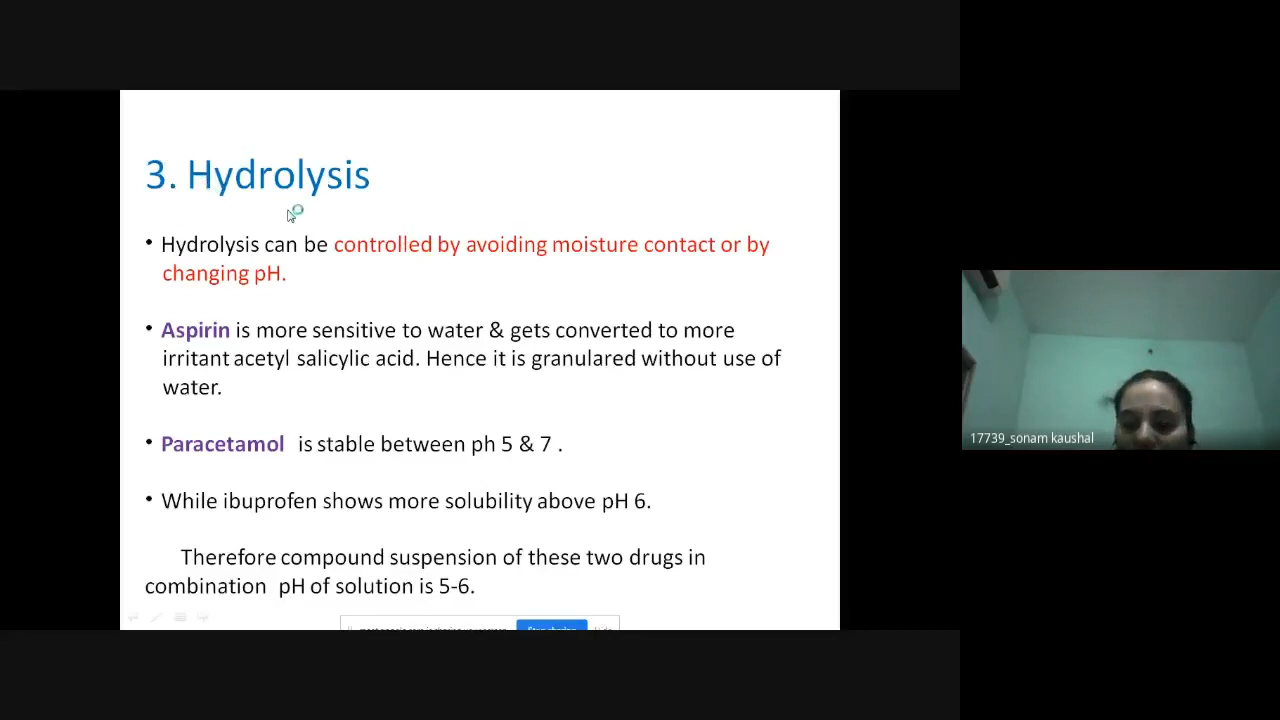 3. Hydrolysis
• Hydrolysis can be controlled by avoiding moisture contact or by
changing pH.
• Aspirin is more sensitive to water & gets converted to more
irritant acetyl salicylic acid. Hence it is granulared without use of
water.
• Paracetamol is stable between ph 5 & 7 .
• While ibuprofen shows more solubility above pH 6.
Therefore compound suspension of these two drugs in
combination pH of solution is 5-6.
17739_sonam kaushal